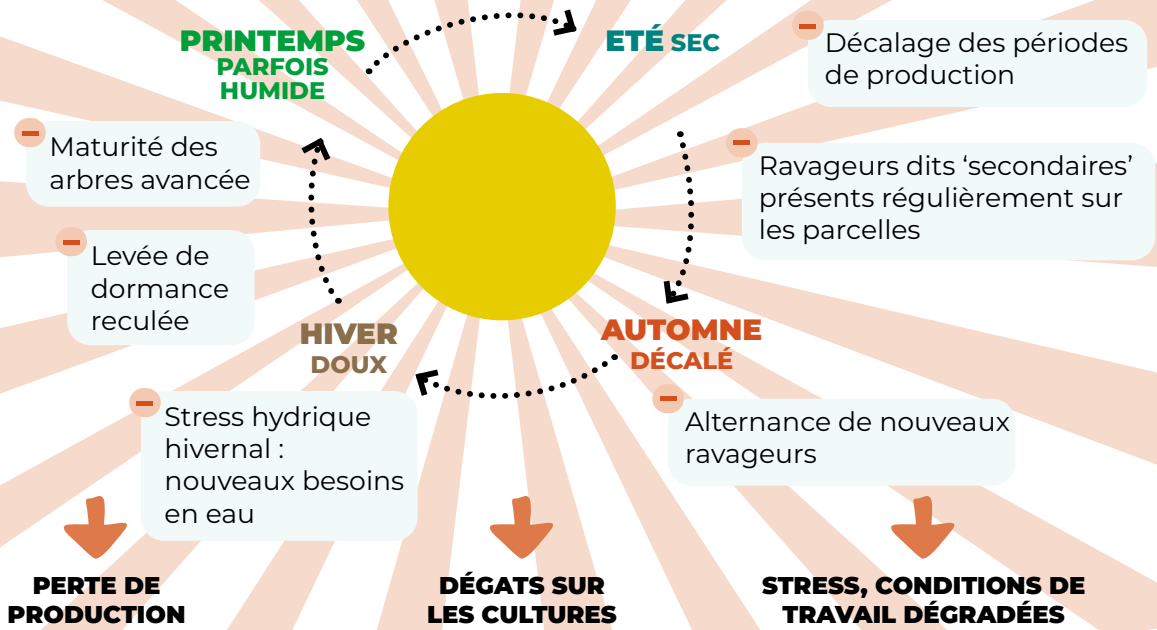 PRINTEMPS
PARFOIS
HUMIDE
ETÉ SEC
Décalage des périodes
de production
Maturité des
arbres avancée
Ravageurs dits ‘secondaires’
présents régulièrement sur
les parcelles
Levée de
dormance
reculée
HIVER
DOUX
AUTOMNE
DÉCALÉ
Stress hydrique
hivernal :
nouveaux besoins
en eau
Alternance de nouveaux
ravageurs
PERTE DE
PRODUCTION
DÉGATS SUR
LES CULTURES
STRESS, CONDITIONS DE
TRAVAIL DÉGRADÉES